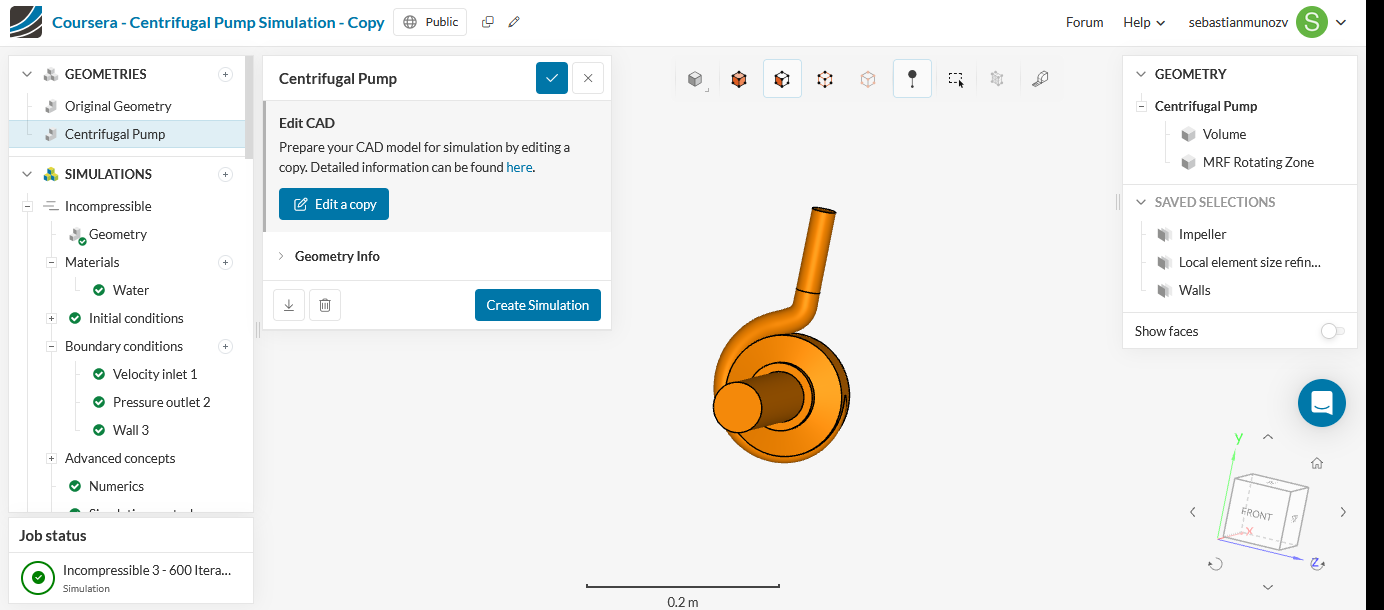 Coursera - Centrifugal Pump Simulation - Copy
Public
Forum
Help
sebastianmunozv
S
GEOMETRIES
Original Geometry
Centrifugal Pump
SIMULATIONS
Incompressible
Geometry
Materials
Water
Initial conditions
Boundary conditions
Velocity inlet 1
Pressure outlet 2
Wall 3
Advanced concepts
Numerics
Job status
Incompressible 3 - 600 Itera...
Simulation
Centrifugal Pump
Edit CAD
Prepare your CAD model for simulation by editing a
copy. Detailed information can be found here.
Edit a copy
Geometry Info
Create Simulation
0.2 m
GEOMETRY
Centrifugal Pump
Volume
MRF Rotating Zone
SAVED SELECTIONS
Impeller
Local element size refin...
Walls
Show faces
y
FRONT
X
Z